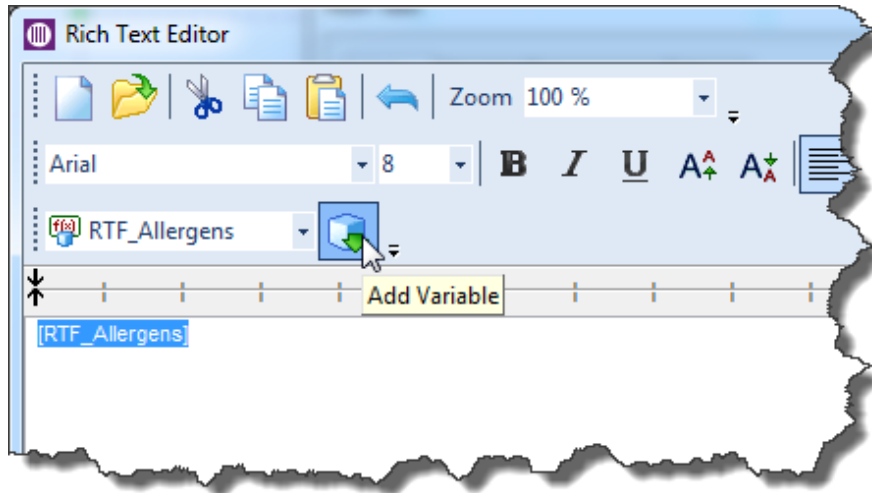 Rich Text Editor
Zoom 100 %
Arial 8 B I U A A
f(x) RTF_Allergens
Add Variable
[RTF_Allergens]